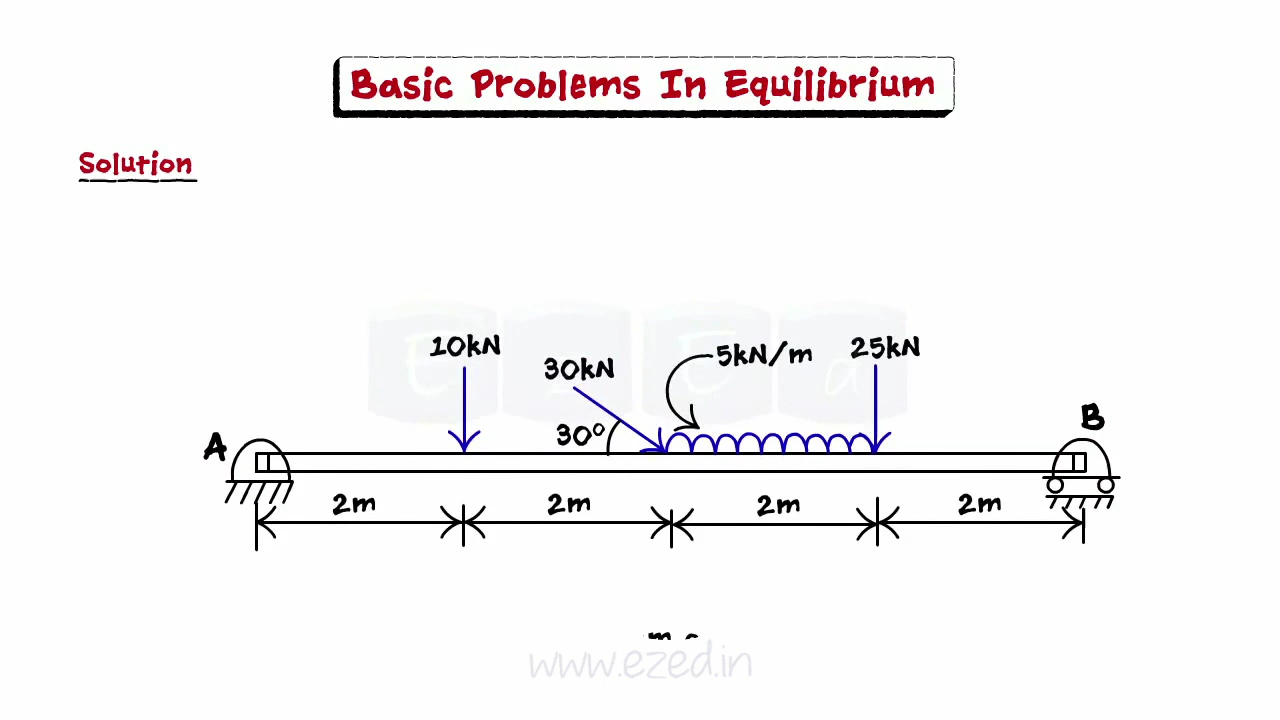 Basic Problems In Equilibrium
Solution
10kN
30kN
5kN/m
25kN
30°
A
B
2m 2m 2m 2m
www.ezed.in